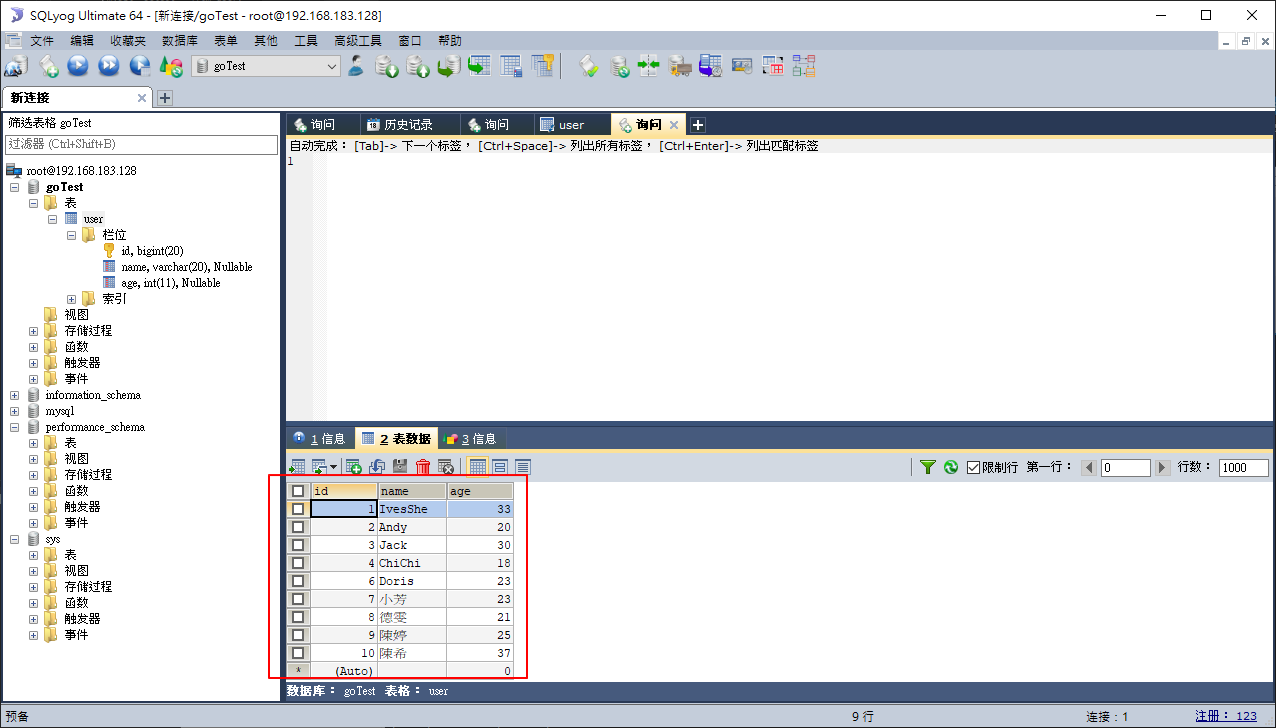 SQLyog Ultimate 64 - [新连接/goTest - root@192.168.183.128]
文件 编辑 收藏夹 数据库 表单 其他 工具 高级工具 窗口 帮助
goTest
新连接
筛选表格 goTest
过滤器 (Ctrl+Shift+B)
root@192.168.183.128
goTest
表
user
栏位
id, bigint(20)
name, varchar(20), Nullable
age, int(11), Nullable
索引
视图
存储过程
函数
触发器
事件
information_schema
mysql
performance_schema
表
视图
存储过程
函数
触发器
事件
sys
表
视图
存储过程
函数
触发器
事件
询问 历史记录 询问 user 询问
自动完成： [Tab]-> 下一个标签， [Ctrl+Space]-> 列出所有标签， [Ctrl+Enter]-> 列出匹配标签
1
1 信息 2 表数据 3 信息
限制行 第一行： 0 行数： 1000
id name age
1 IvesShe 33
2 Andy 20
3 Jack 30
4 ChiChi 18
6 Doris 23
7 小芳 23
8 德雯 21
9 陳婷 25
10 陳希 37
* (Auto) 0
数据库： goTest 表格： user
预备 9 行 连接：1 注册： 123